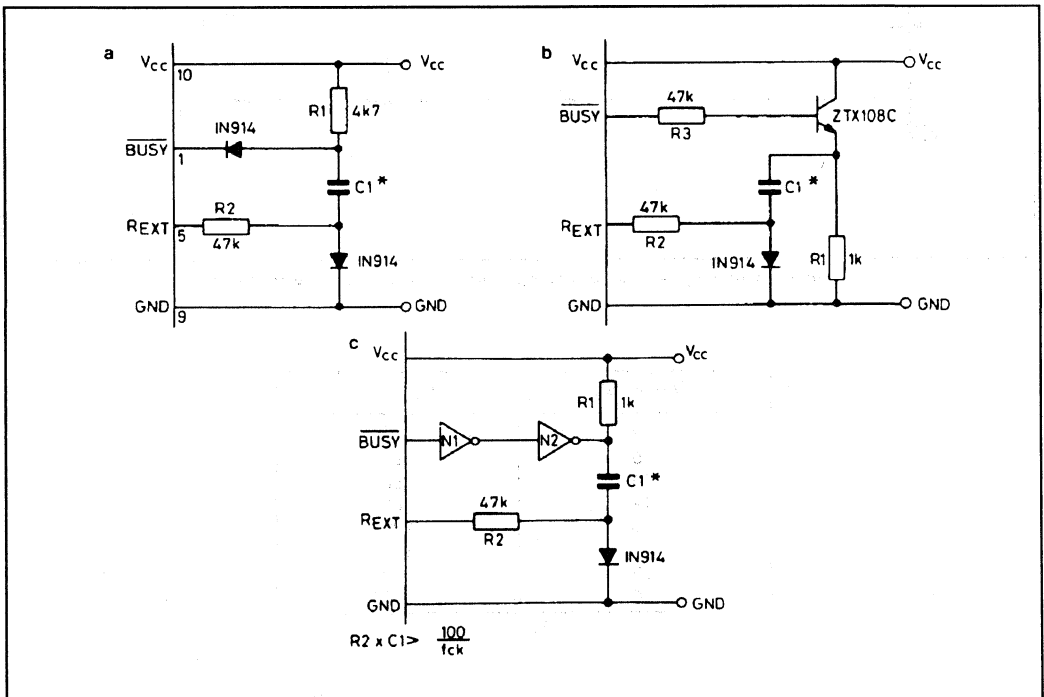 a
Vcc
10
Vcc
R1
4k7
IN914
BUSY
1
C1 *
R2
REXT
5
47k
IN914
GND
9
GND
b
Vcc
Vcc
47k
BUSY
R3
ZTX108C
C1 *
47k
REXT
R2
IN914
R1
1k
GND
GND
c
Vcc
Vcc
R1
1k
BUSY
N1
N2
C1 *
47k
REXT
R2
IN914
GND
GND
R2 x C1> 100
fck